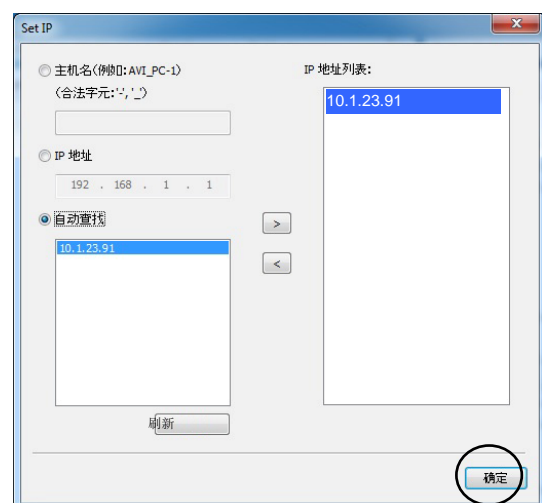 Set IP
主机名(例如:AVI_PC-1)
(合法字元:'-', '_')
IP 地址
192 . 168 . 1 . 1
自动查找
10.1.23.91
刷新
>
<
IP 地址列表:
10.1.23.91
确定